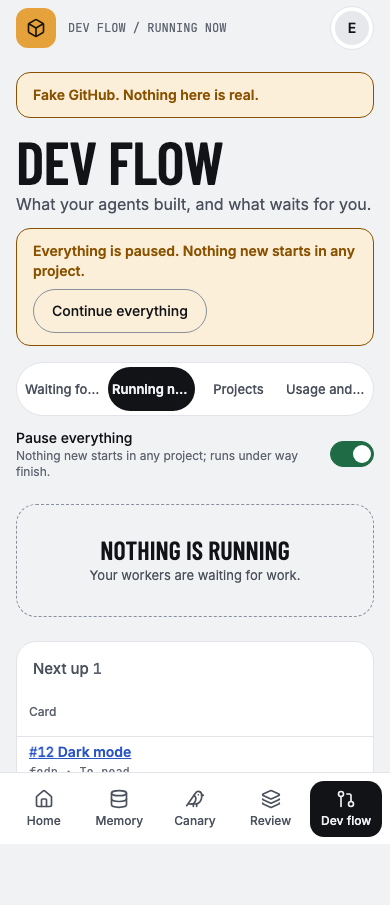 DEV FLOW / RUNNING NOW
E
Fake GitHub. Nothing here is real.
DEV FLOW
What your agents built, and what waits for you.
Everything is paused. Nothing new starts in any
project.
Continue everything
Waiting fo…
Running n…
Projects
Usage and…
Pause everything
Nothing new starts in any project; runs under way
finish.
NOTHING IS RUNNING
Your workers are waiting for work.
Next up 1
Card
#12 Dark mode
Home
Memory
Canary
Review
Dev flow